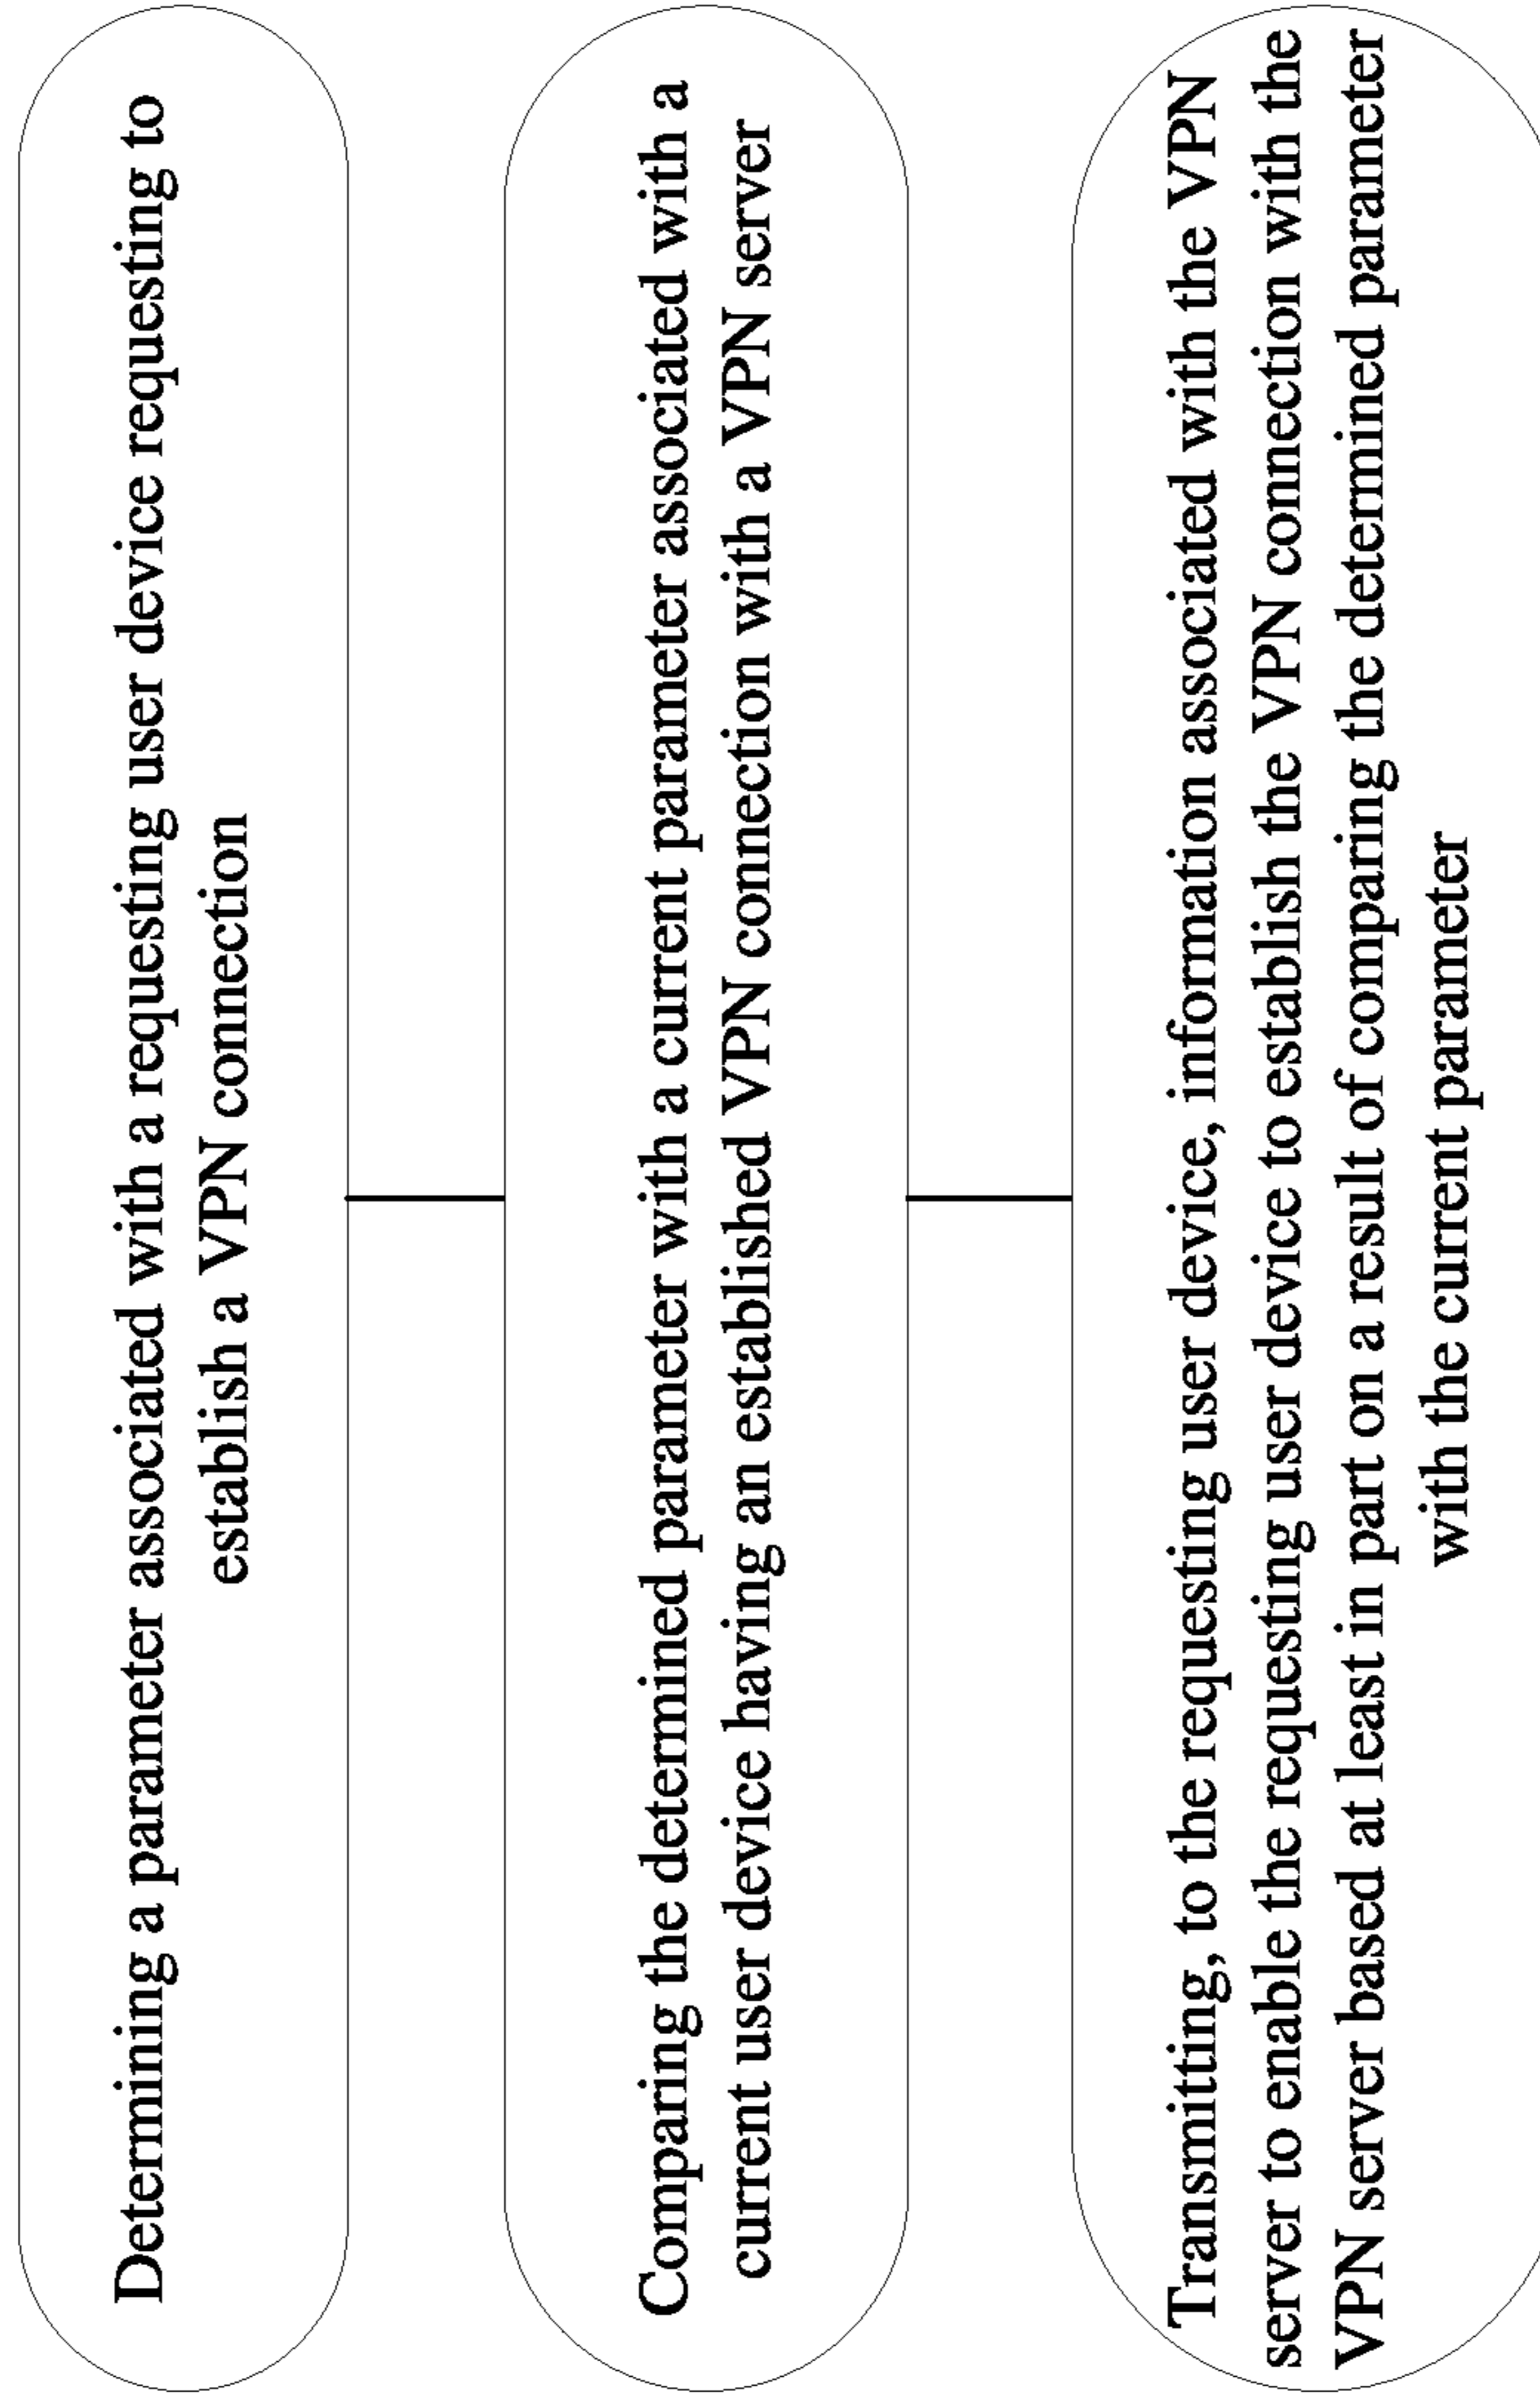 Determining a parameter associated with a requesting user device requesting to
establish a VPN connection
Comparing the determined parameter with a current parameter associated with a
current user device having an established VPN connection with a VPN server
Transmitting, to the requesting user device, information associated with the VPN
server to enable the requesting user device to establish the VPN connection with the
VPN server based at least in part on a result of comparing the determined parameter
with the current parameter